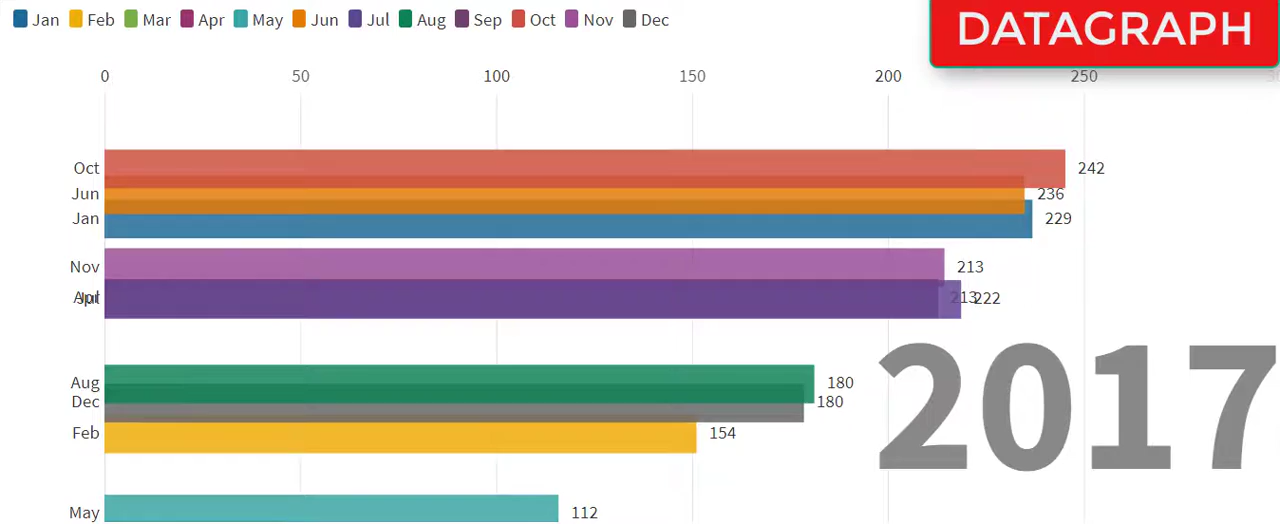 Jan Feb Mar Apr May Jun Jul Aug Sep Oct Nov Dec
DATAGRAPH
0 50 100 150 200 250
Oct 242
Jun 236
Jan 229
Nov 213
213 222
Aug 180
Dec 180
Feb 154
2017
May 112